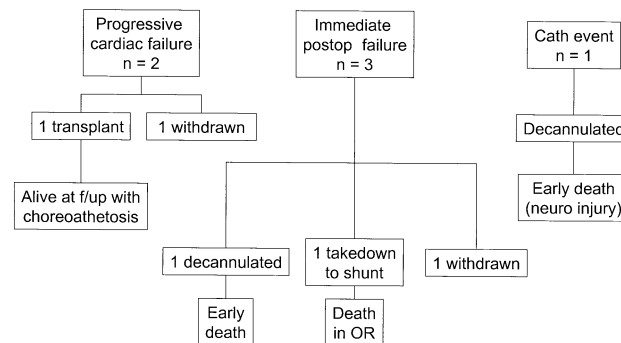 Progressive
cardiac failure
n = 2
Immediate
postop failure
n = 3
Cath event
n = 1
1 transplant
1 withdrawn
Decannulated
Alive at f/up with
choreoathetosis
Early death
(neuro injury)
1 decannulated
1 takedown
to shunt
1 withdrawn
Early
death
Death
in OR